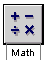 + −
÷ ×
Math